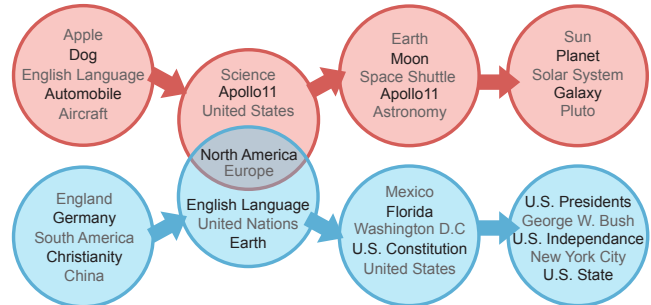 Apple
Dog
English Language
Automobile
Aircraft
Science
Apollo11
United States
North America
Europe
Earth
Moon
Space Shuttle
Apollo11
Astronomy
Sun
Planet
Solar System
Galaxy
Pluto
England
Germany
South America
Christianity
China
English Language
United Nations
Earth
Mexico
Florida
Washington D.C
U.S. Constitution
United States
U.S. Presidents
George W. Bush
U.S. Independence
New York City
U.S. State